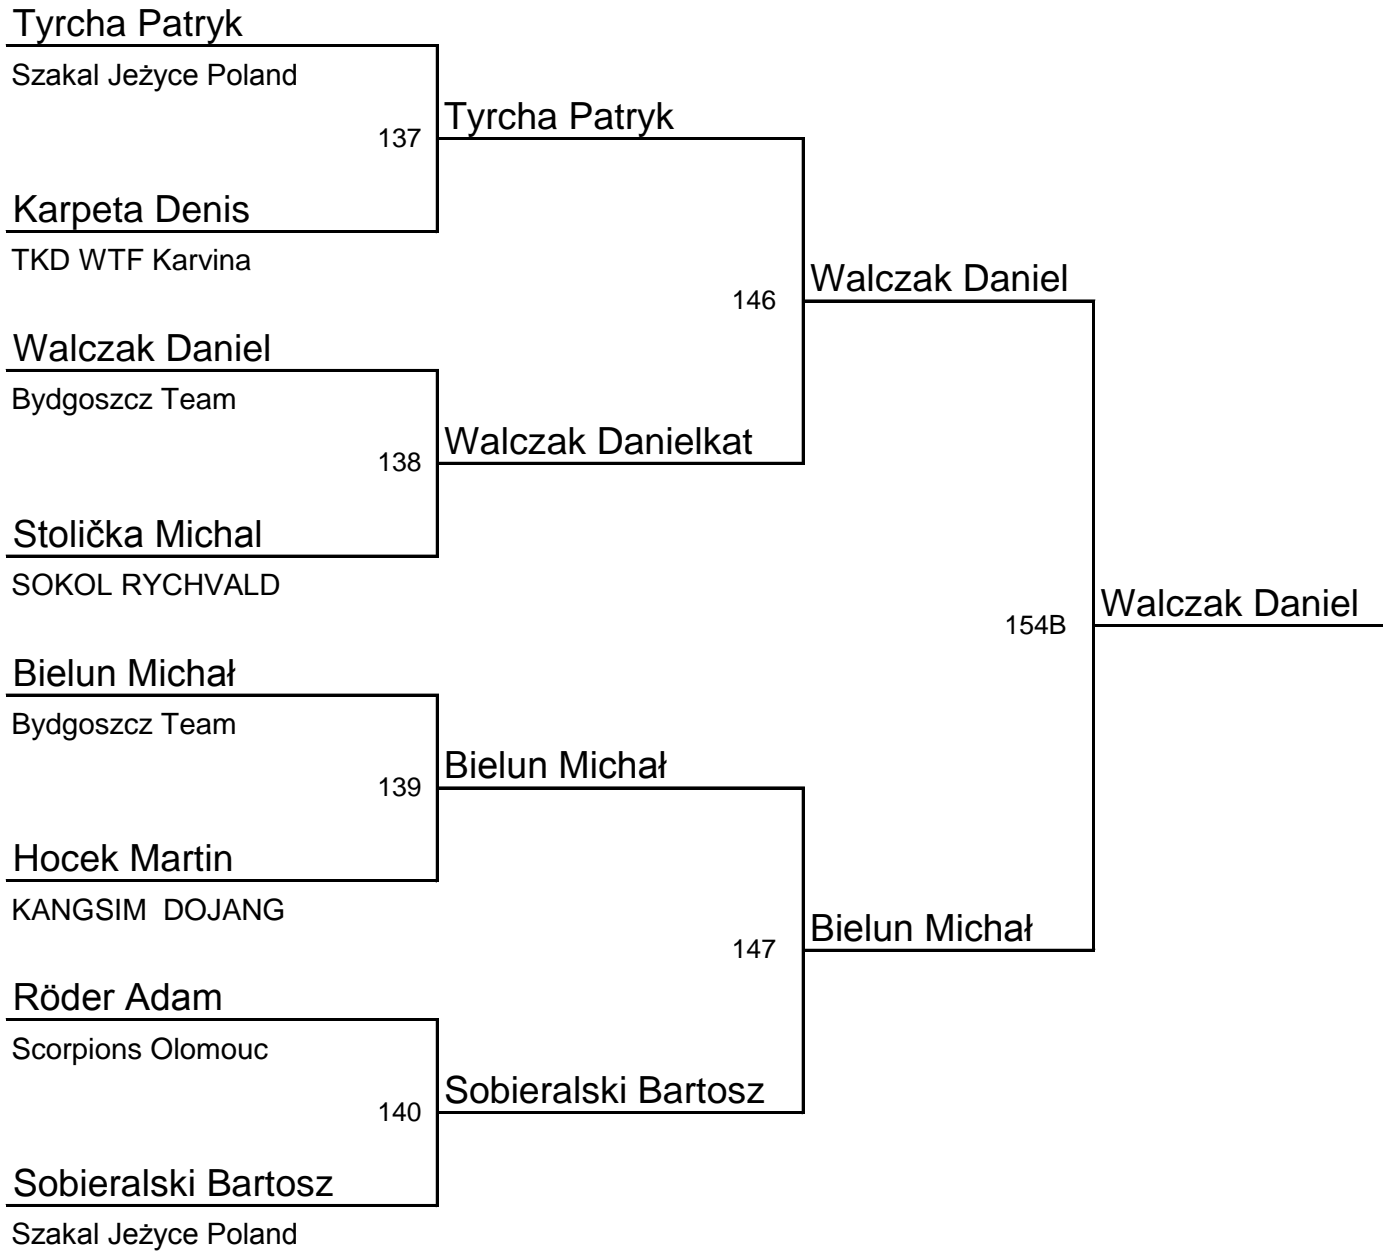 Tyrcha Patryk
Szakal Jeżyce Poland
Tyrcha Patryk
137
Karpeta Denis
TKD WTF Karvina
Walczak Daniel
146
Walczak Daniel
Bydgoszcz Team
Walczak Danielkat
138
Stolička Michal
SOKOL RYCHVALD
Walczak Daniel
154B
Bielun Michał
Bydgoszcz Team
Bielun Michał
139
Hocek Martin
KANGSIM  DOJANG
Bielun Michał
147
Röder Adam
Scorpions Olomouc
Sobieralski Bartosz
140
Sobieralski Bartosz
Szakal Jeżyce Poland